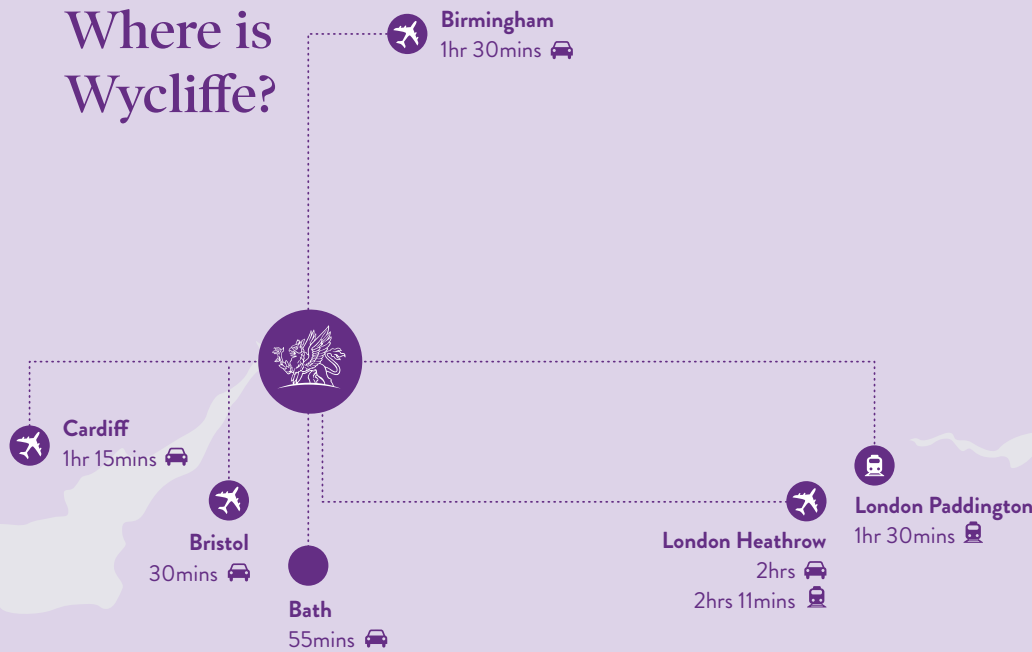 Where is
Wycliffe?
Birmingham
1hr 30mins
Cardiff
1hr 15mins
Bristol
30mins
Bath
55mins
London Heathrow
2hrs
2hrs 11mins
London Paddington
1hr 30mins